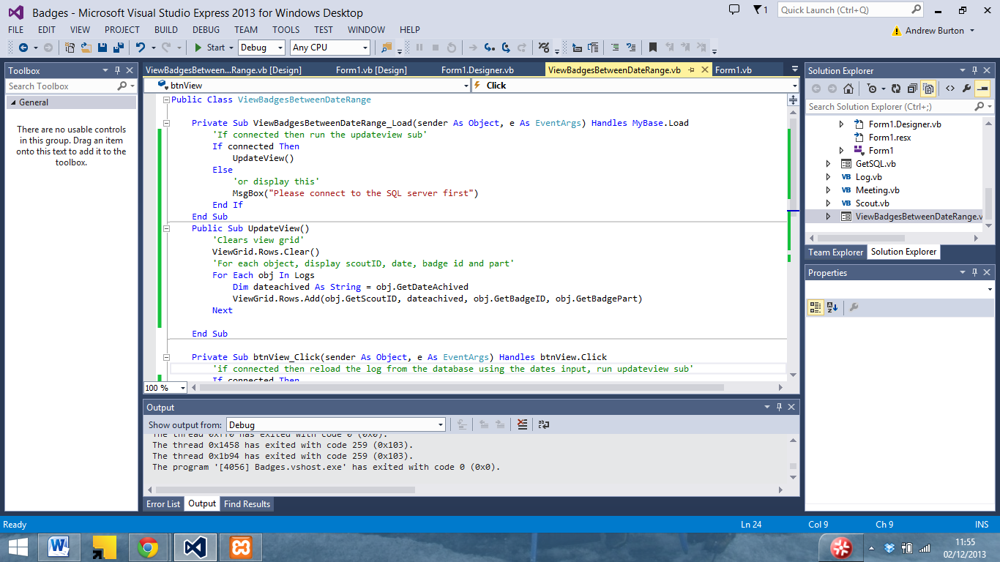 Badges - Microsoft Visual Studio Express 2013 for Windows Desktop
1
Quick Launch (Ctrl+Q)
FILE EDIT VIEW PROJECT BUILD DEBUG TEAM TOOLS TEST WINDOW HELP
Andrew Burton
Start Debug Any CPU
Toolbox
Search Toolbox
General
There are no usable controls
in this group. Drag an item
onto this text to add it to the
toolbox.
ViewBadgesBetween...Range.vb [Design] Form1.vb [Design] Form1.Designer.vb ViewBadgesBetweenDateRange.vb Form1.vb
btnView Click
Public Class ViewBadgesBetweenDateRange
Private Sub ViewBadgesBetweenDateRange_Load(sender As Object, e As EventArgs) Handles MyBase.Load
'If connected then run the updateview sub'
If connected Then
UpdateView()
Else
'or display this'
MsgBox("Please connect to the SQL server first")
End If
End Sub
Public Sub UpdateView()
'Clears view grid'
ViewGrid.Rows.Clear()
'For each object, display scoutID, date, badge id and part'
For Each obj In Logs
Dim dateachived As String = obj.GetDateAchived
ViewGrid.Rows.Add(obj.GetScoutID, dateachived, obj.GetBadgeID, obj.GetBadgePart)
Next
End Sub
Private Sub btnView_Click(sender As Object, e As EventArgs) Handles btnView.Click
'if connected then reload the log from the database using the dates input, run updateview sub'
If connected Then
100 %
Output
Show output from: Debug
The thread 0x1ff0 has exited with code 0 (0x0).
The thread 0x1458 has exited with code 259 (0x103).
The thread 0x1b94 has exited with code 259 (0x103).
The program '[4056] Badges.vshost.exe' has exited with code 0 (0x0).
Error List Output Find Results
Solution Explorer
Search Solution Explorer (Ctrl+;)
Form1.Designer.vb
Form1.resx
Form1
GetSQL.vb
VB Log.vb
VB Meeting.vb
VB Scout.vb
ViewBadgesBetweenDateRange.v
Team Explorer Solution Explorer
Properties
Ready Ln 24 Col 9 Ch 9 INS
11:55
02/12/2013